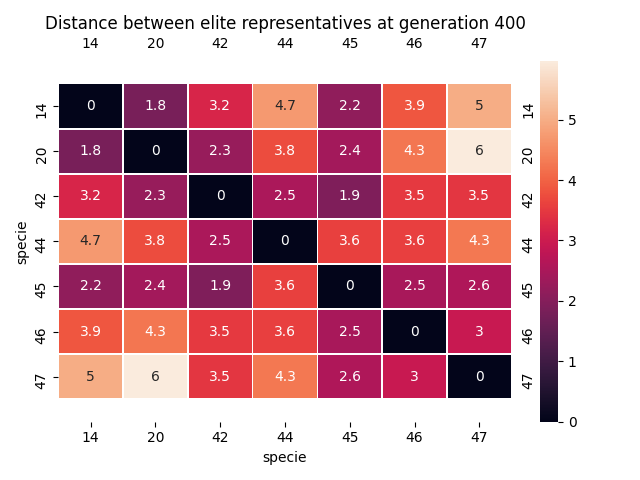 Distance between elite representatives at generation 400
14 20 42 44 45 46 47
14 0 1.8 3.2 4.7 2.2 3.9 5 14
20 1.8 0 2.3 3.8 2.4 4.3 6 20
42 3.2 2.3 0 2.5 1.9 3.5 3.5 42
44 4.7 3.8 2.5 0 3.6 3.6 4.3 44
45 2.2 2.4 1.9 3.6 0 2.5 2.6 45
46 3.9 4.3 3.5 3.6 2.5 0 3 46
47 5 6 3.5 4.3 2.6 3 0 47
14 20 42 44 45 46 47
specie
specie
5
4
3
2
1
0